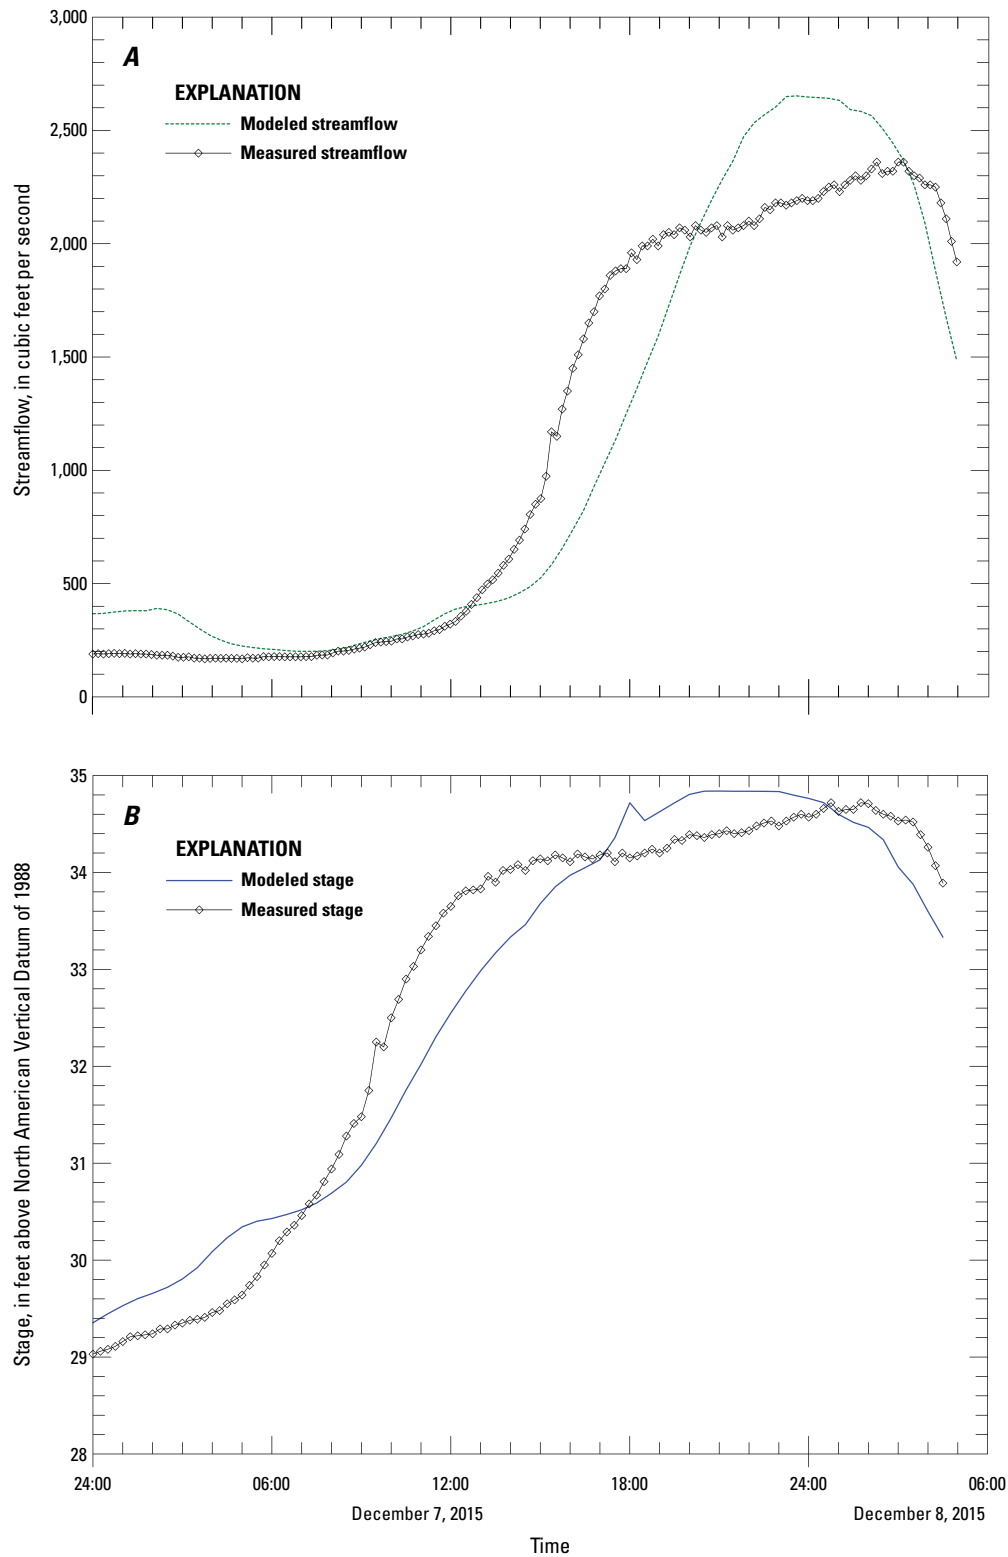 3,000
A
EXPLANATION
Modeled streamflow
Measured streamflow
2,500
2,000
1,500
1,000
500
0
Streamflow, in cubic feet per second
35
B
EXPLANATION
Modeled stage
Measured stage
34
33
32
31
30
29
28
Stage, in feet above North American Vertical Datum of 1988
24:00 06:00 12:00 18:00 24:00 06:00
December 7, 2015 December 8, 2015
Time